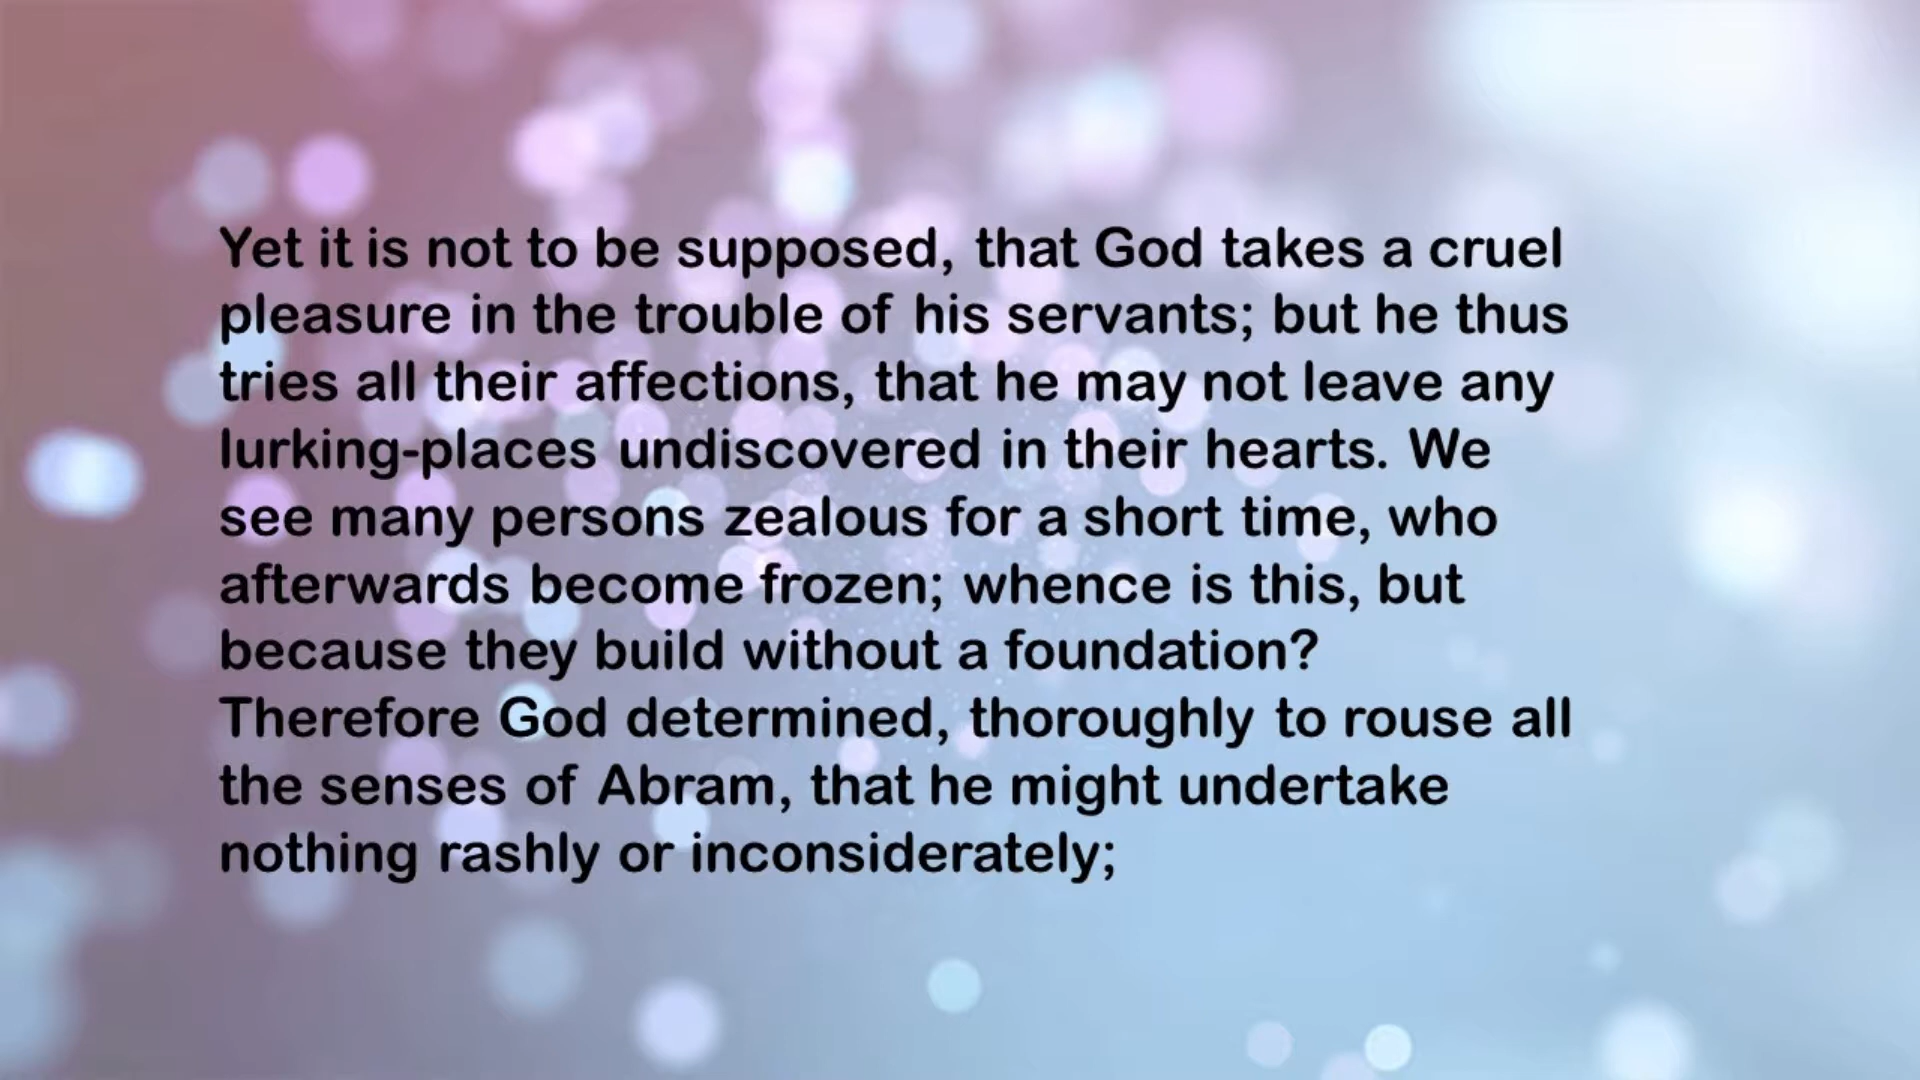 Yet it is not to be supposed, that God takes a cruel
pleasure in the trouble of his servants; but he thus
tries all their affections, that he may not leave any
lurking-places undiscovered in their hearts. We
see many persons zealous for a short time, who
afterwards become frozen; whence is this, but
because they build without a foundation?
Therefore God determined, thoroughly to rouse all
the senses of Abram, that he might undertake
nothing rashly or inconsiderately;